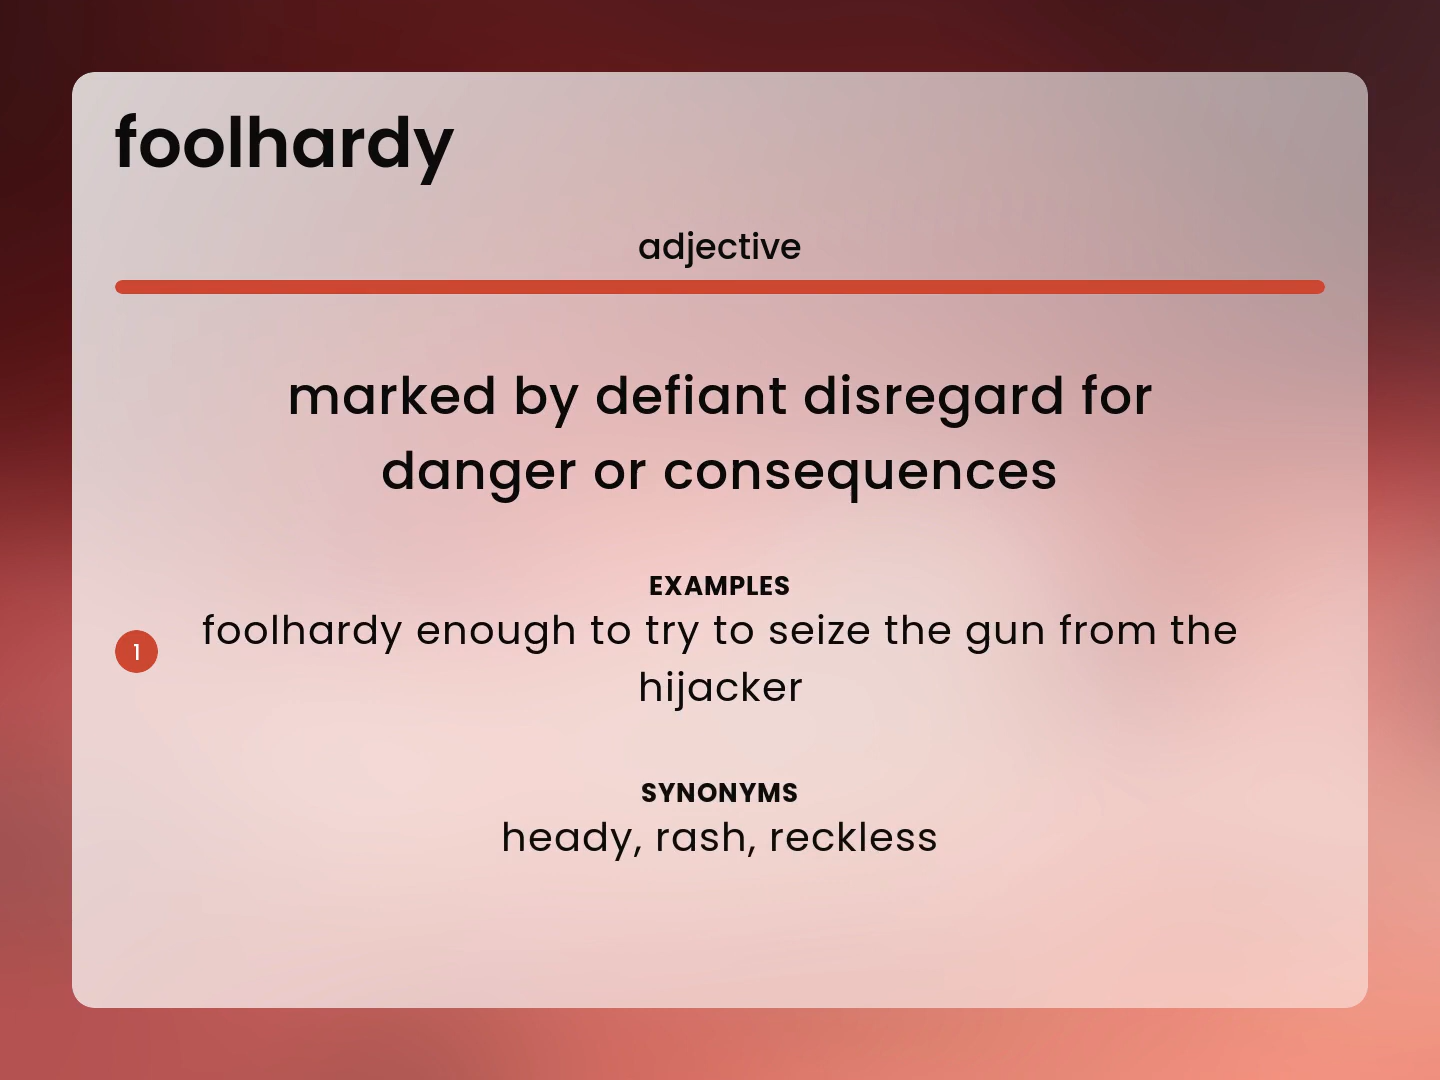 foolhardy
adjective
marked by defiant disregard for
danger or consequences
EXAMPLES
1 foolhardy enough to try to seize the gun from the
hijacker
SYNONYMS
heady, rash, reckless